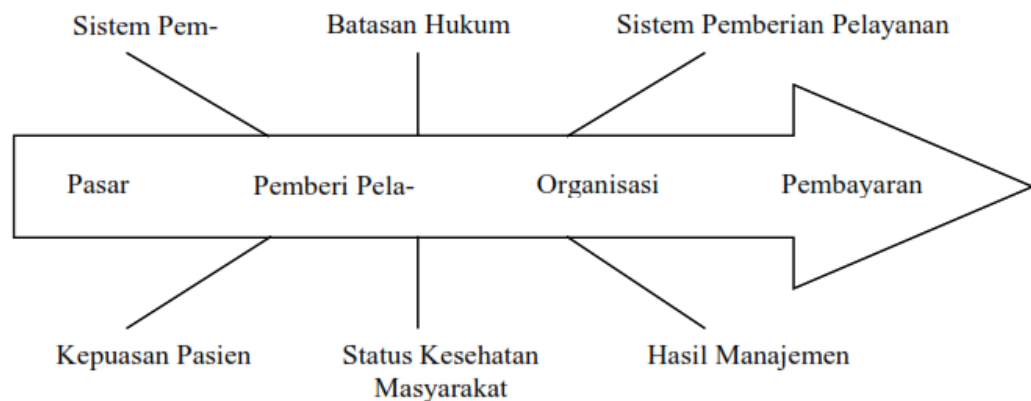 Sistem Pem-
Batasan Hukum
Sistem Pemberian Pelayanan
Pasar
Pemberi Pela-
Organisasi
Pembayaran
Kepuasan Pasien
Status Kesehatan
Masyarakat
Hasil Manajemen